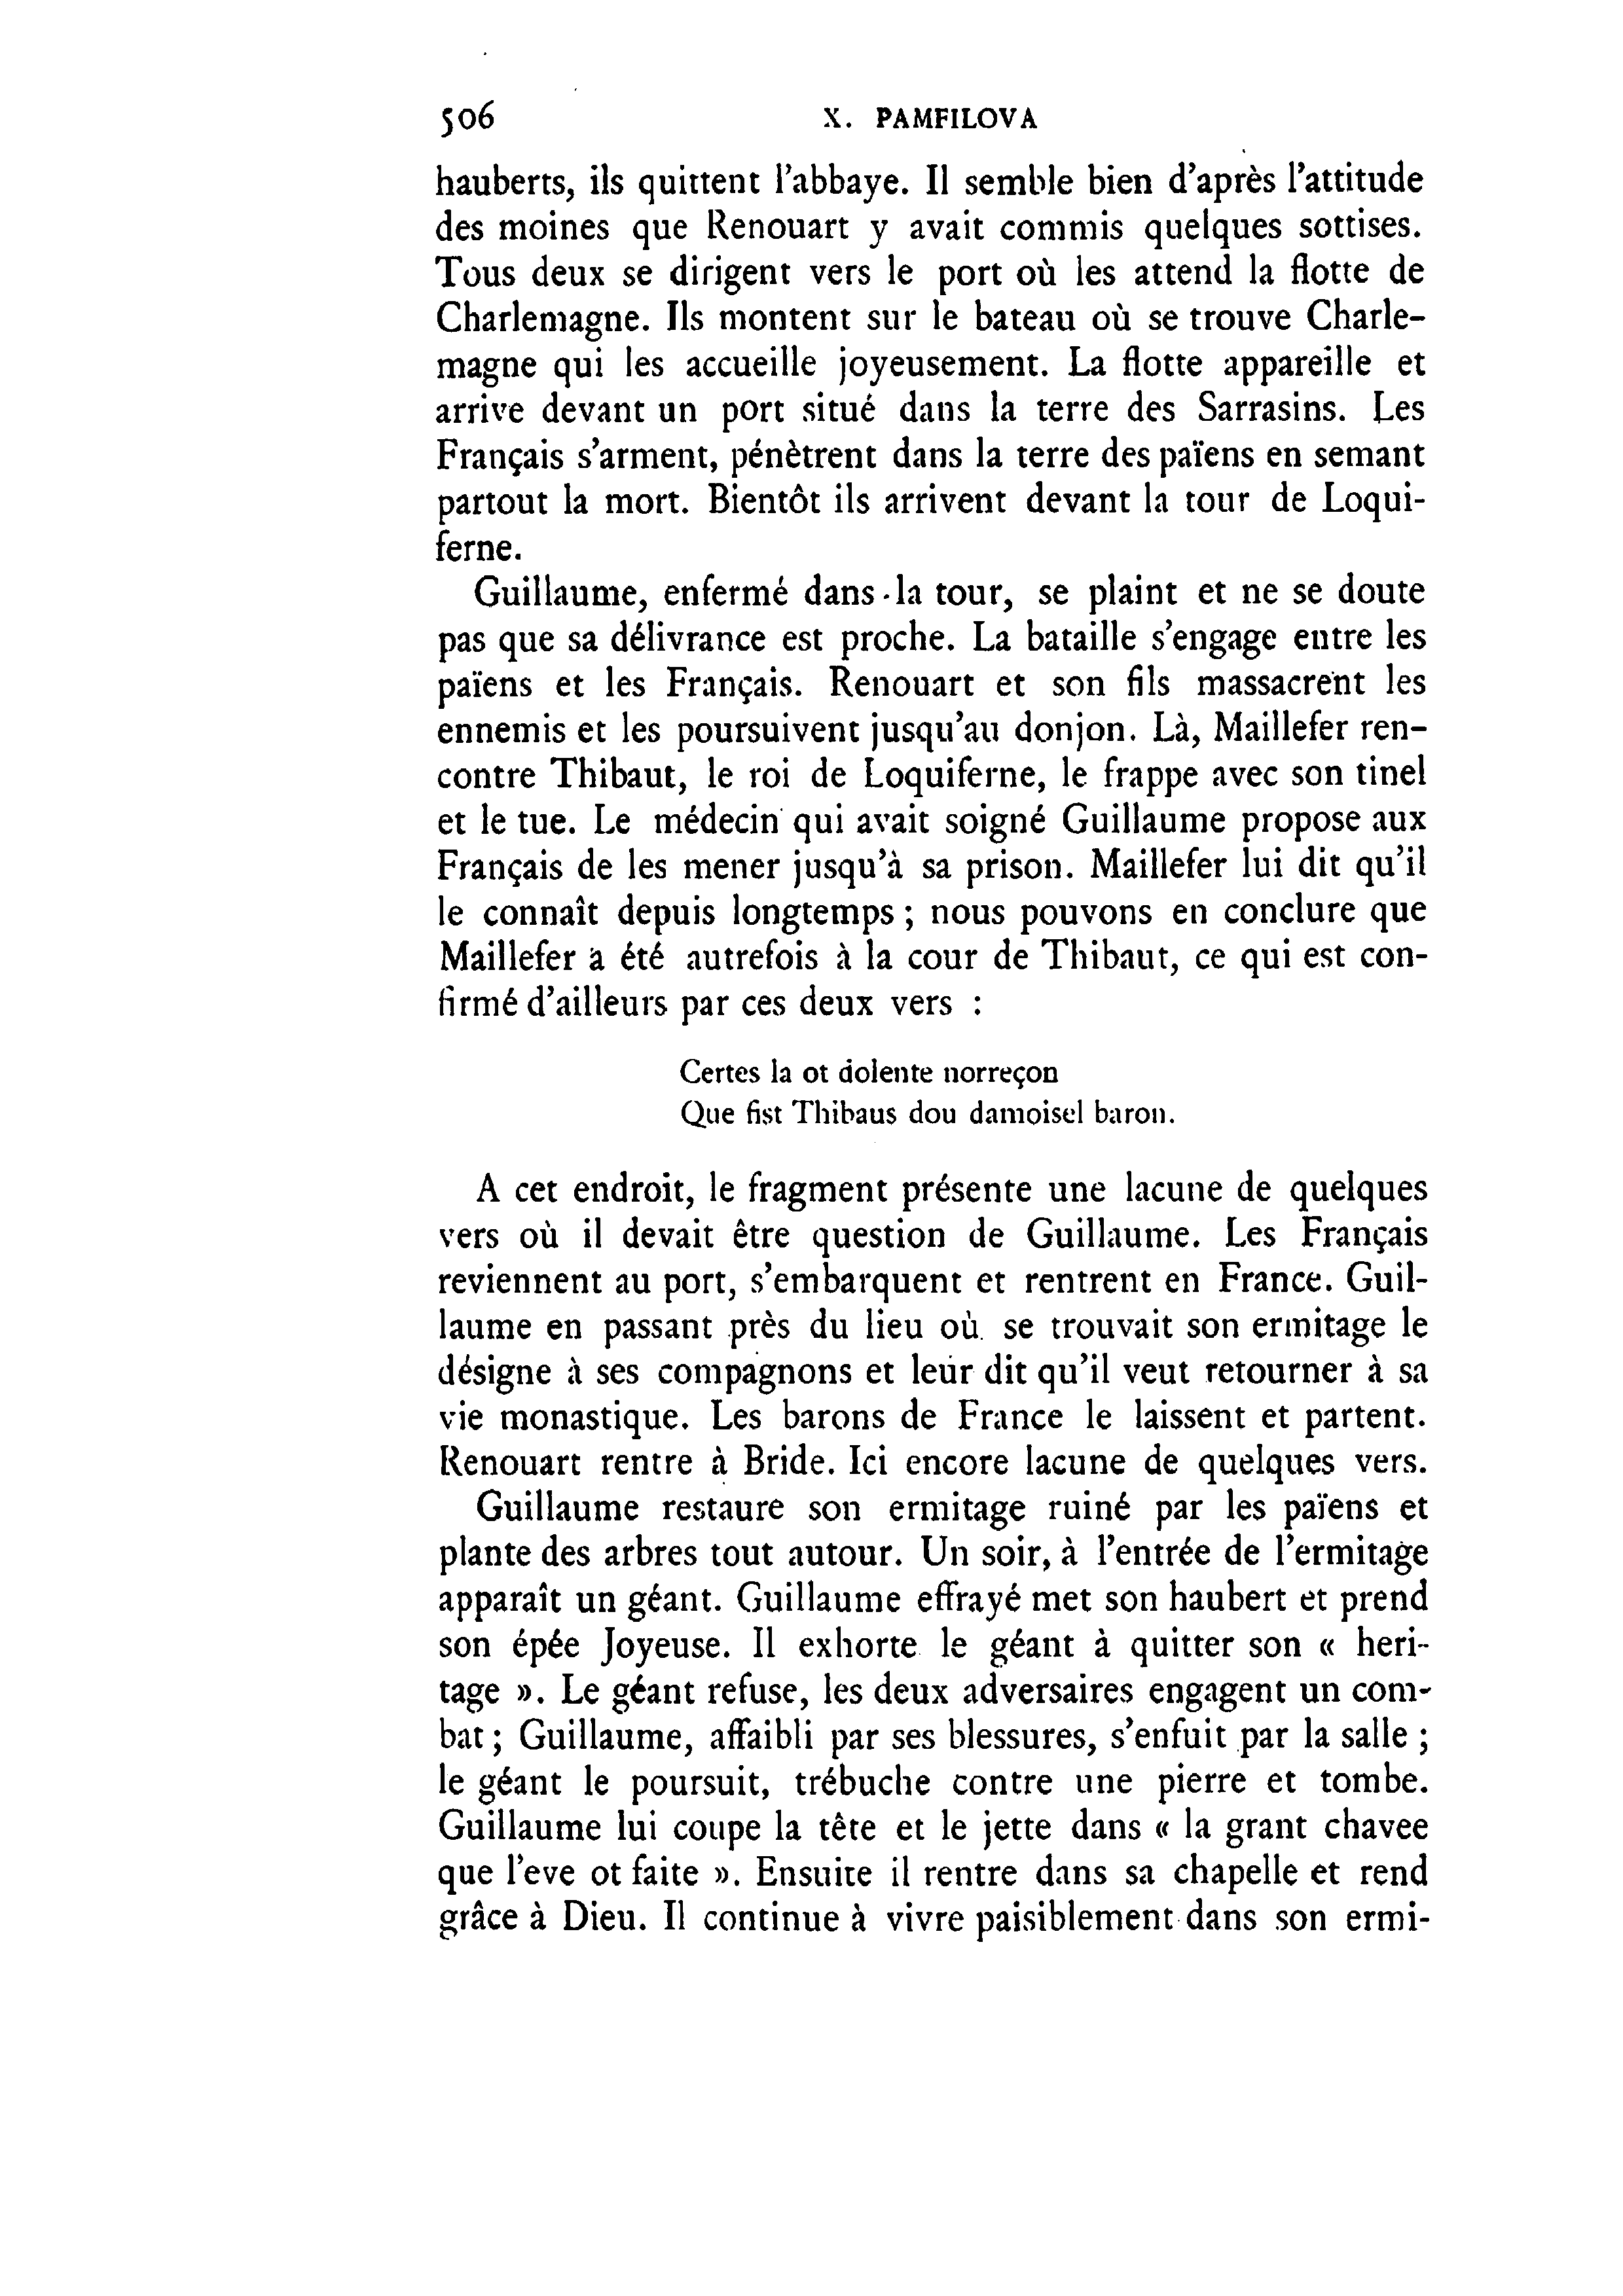 506
X. PAMFILOVA
hauberts, ils quittent l’abbaye. Il semble bien d’après l’attitude
des moines que Renouart y avait commis quelques sottises.
Tous deux se dirigent vers le port où les attend la flotte de
Charlemagne. Ils montent sur le bateau où se trouve Charle-
magne qui les accueille joyeusement. La flotte appareille et
arrive devant un port situé dans la terre des Sarrasins. Les
Français s’arment, pénètrent dans la terre des païens en semant
partout la mort. Bientôt ils arrivent devant la tour de Loqui-
ferne.
Guillaume, enfermé dans la tour, se plaint et ne se doute
pas que sa délivrance est proche. La bataille s’engage entre les
païens et les Français. Renouart et son fils massacrent les
ennemis et les poursuivent jusqu’au donjon. Là, Maillefer ren-
contre Thibaut, le roi de Loquiferne, le frappe avec son tinel
et le tue. Le médecin qui avait soigné Guillaume propose aux
Français de les mener jusqu’à sa prison. Maillefer lui dit qu’il
le connaît depuis longtemps ; nous pouvons en conclure que
Maillefer a été autrefois à la cour de Thibaut, ce qui est con-
firmé d’ailleurs par ces deux vers :
Certes la ot dolente norreçon
Que fist Thibaus dou damoisel baron.
A cet endroit, le fragment présente une lacune de quelques
vers où il devait être question de Guillaume. Les Français
reviennent au port, s’embarquent et rentrent en France. Guil-
laume en passant près du lieu où se trouvait son ermitage le
désigne à ses compagnons et leur dit qu’il veut retourner à sa
vie monastique. Les barons de France le laissent et partent.
Renouart rentre à Bride. Ici encore lacune de quelques vers.
Guillaume restaure son ermitage ruiné par les païens et
plante des arbres tout autour. Un soir, à l’entrée de l’ermitage
apparaît un géant. Guillaume effrayé met son haubert et prend
son épée Joyeuse. Il exhorte le géant à quitter son « heri-
tage ». Le géant refuse, les deux adversaires engagent un com-
bat ; Guillaume, affaibli par ses blessures, s’enfuit par la salle ;
le géant le poursuit, trébuche contre une pierre et tombe.
Guillaume lui coupe la tête et le jette dans « la grant chavee
que l’eve ot faite ». Ensuite il rentre dans sa chapelle et rend
grâce à Dieu. Il continue à vivre paisiblement dans son ermi-